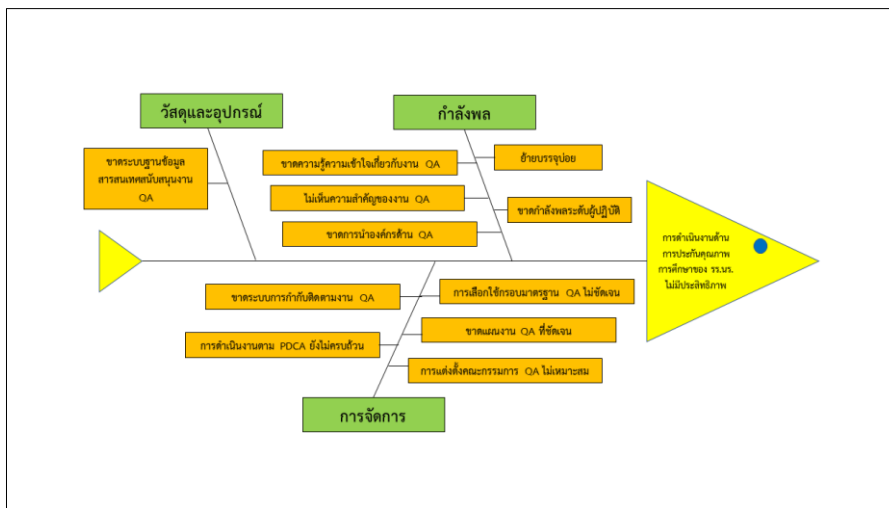 วัสดุและอุปกรณ์
กำลังพล
ขาดระบบฐานข้อมูล
สารสนเทศสนับสนุนงาน
QA
ขาดความรู้ความเข้าใจเกี่ยวกับงาน QA
ย้ายบรรจุบ่อย
ไม่เห็นความสำคัญของงาน QA
ขาดกำลังพลระดับผู้ปฏิบัติ
ขาดการนำองค์กรด้าน QA
การดำเนินงานด้าน
การประกันคุณภาพ
การศึกษาของ รร.นร.
ไม่มีประสิทธิภาพ
ขาดระบบการกำกับติดตามงาน QA
การเลือกใช้กรอบมาตรฐาน QA ไม่ชัดเจน
การดำเนินงานตาม PDCA ยังไม่ครบถ้วน
ขาดแผนงาน QA ที่ชัดเจน
การแต่งตั้งคณะกรรมการ QA ไม่เหมาะสม
การจัดการ